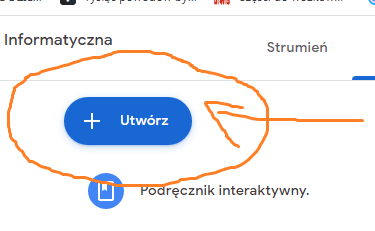 Informatyczna
Strumień
Utwórz
Podręcznik interaktywny.